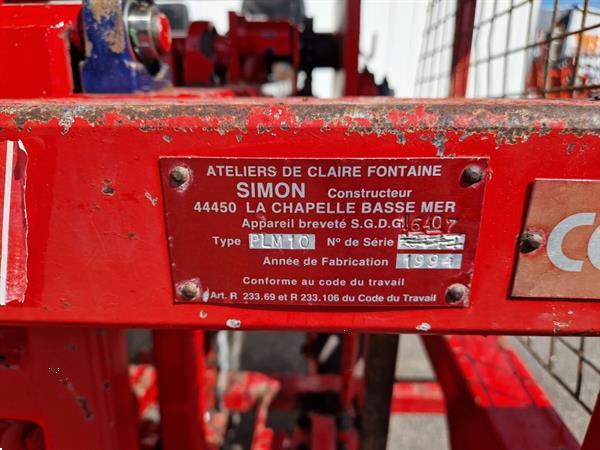 ATELIERS DE CLAIRE FONTAINE
SIMON Constructeur
44450 LA CHAPELLE BASSE MER
Appareil breveté S.G.D.G.
Type PLM10 N° de Série
Année de Fabrication 1994
Conforme au code du travail
Art. R 233.69 et R 233.106 du Code du Travail